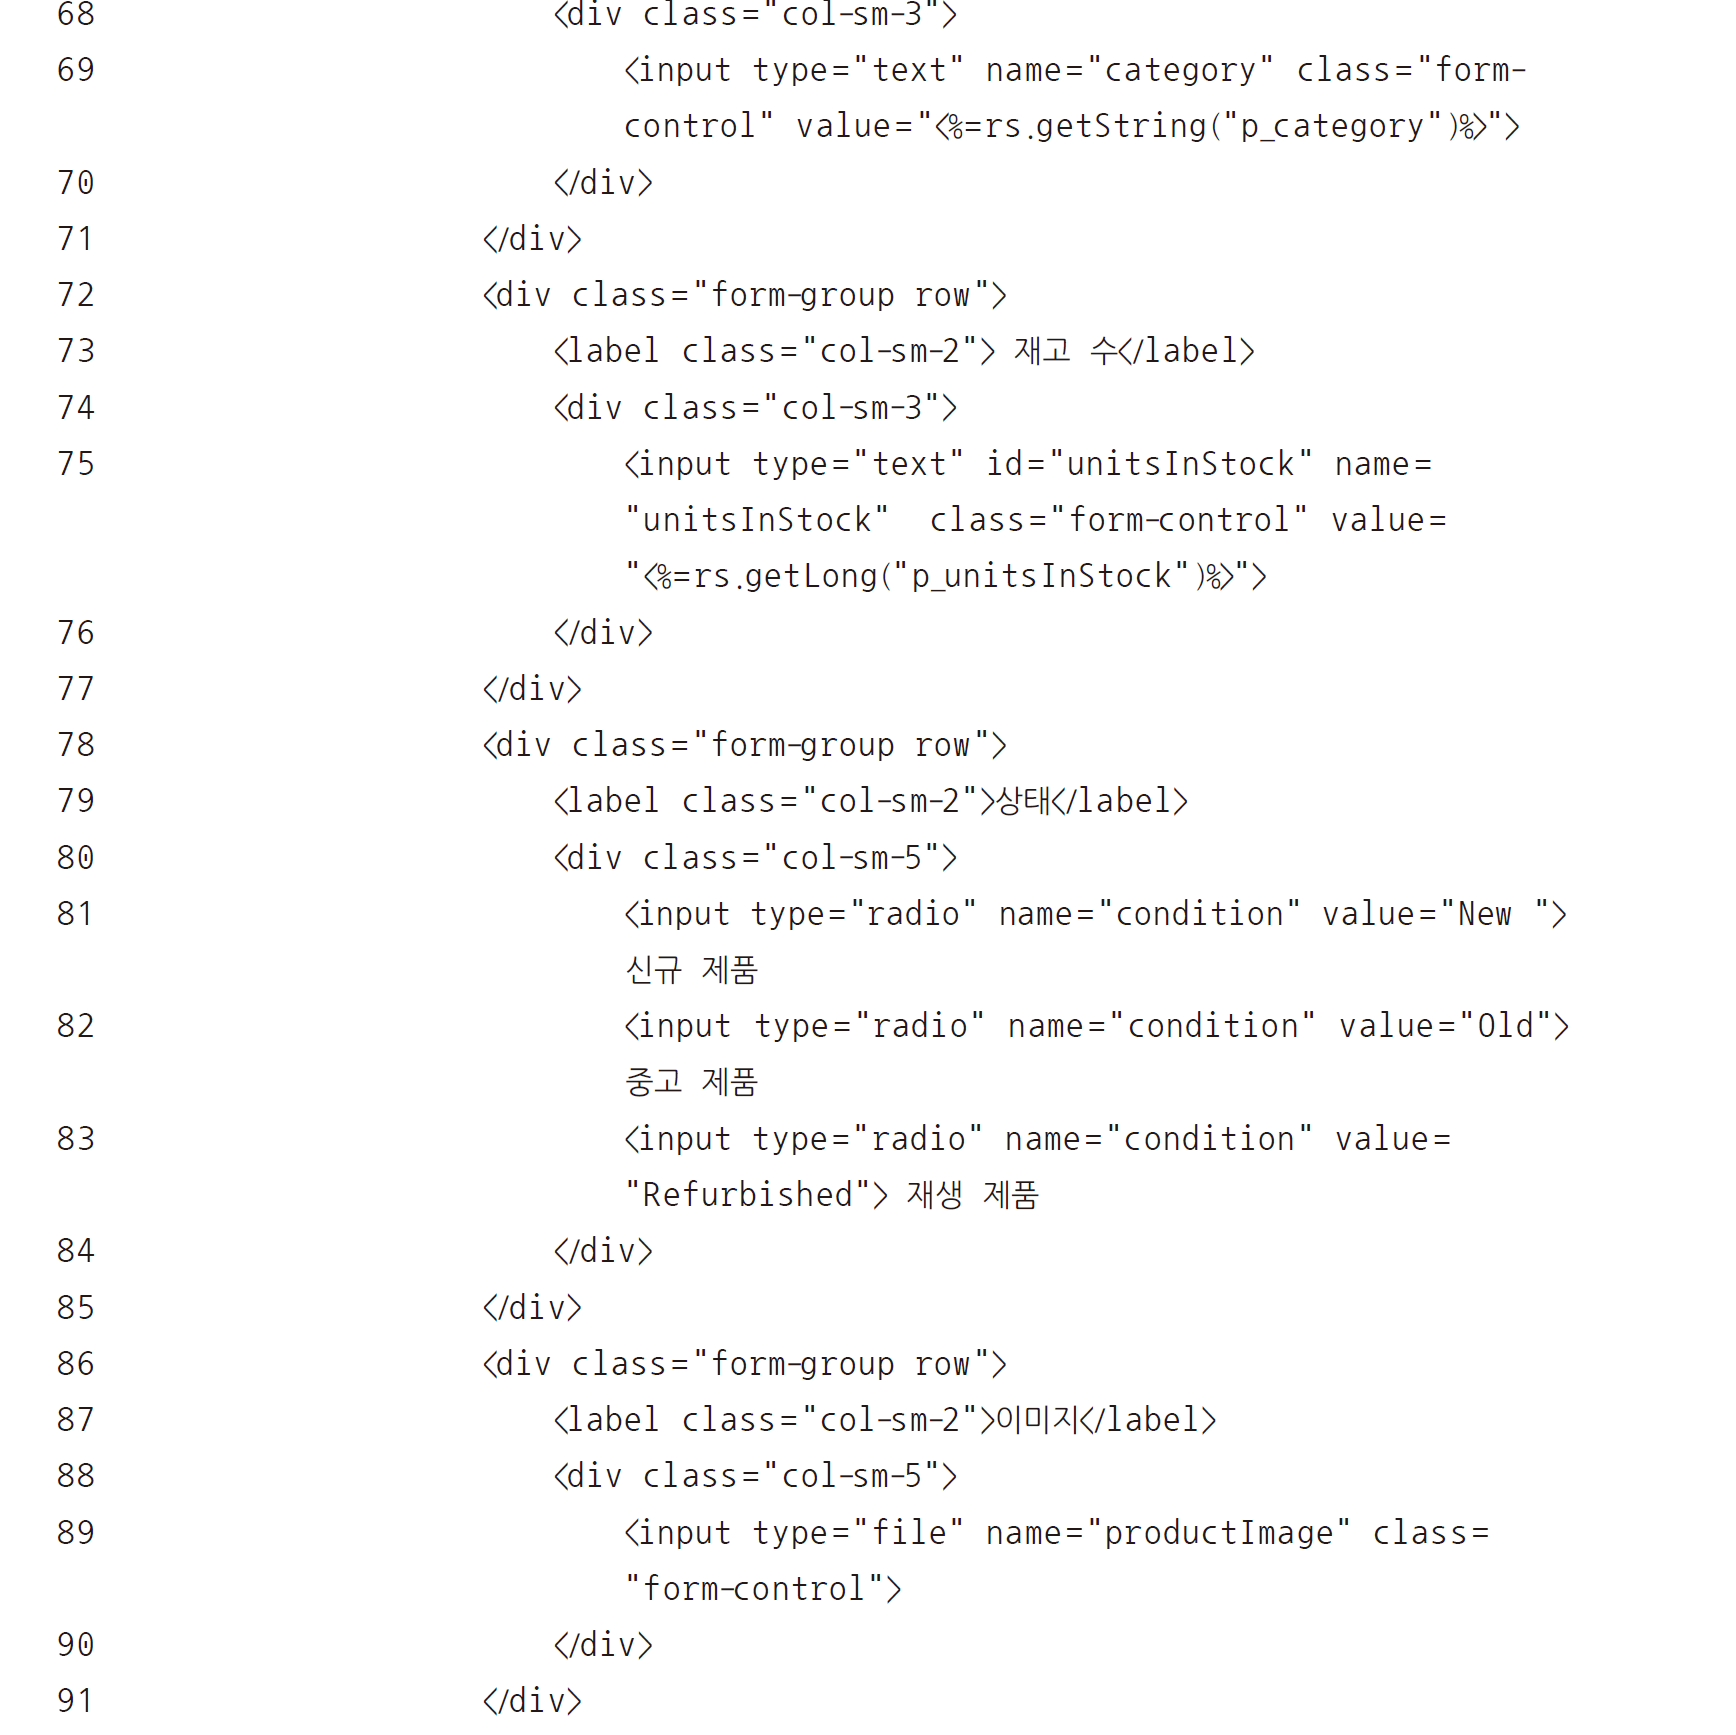 68 <div class="col-sm-3">
69 <input type="text" name="category" class="form-
control" value="<%=rs.getString("p_category")%>">
70 </div>
71 </div>
72 <div class="form-group row">
73 <label class="col-sm-2"> 재고 수</label>
74 <div class="col-sm-3">
75 <input type="text" id="unitsInStock" name=
"unitsInStock"  class="form-control" value=
"<%=rs.getLong("p_unitsInStock")%>">
76 </div>
77 </div>
78 <div class="form-group row">
79 <label class="col-sm-2">상태</label>
80 <div class="col-sm-5">
81 <input type="radio" name="condition" value="New ">
신규 제품
82 <input type="radio" name="condition" value="Old">
중고 제품
83 <input type="radio" name="condition" value=
"Refurbished"> 재생 제품
84 </div>
85 </div>
86 <div class="form-group row">
87 <label class="col-sm-2">이미지</label>
88 <div class="col-sm-5">
89 <input type="file" name="productImage" class=
"form-control">
90 </div>
91 </div>